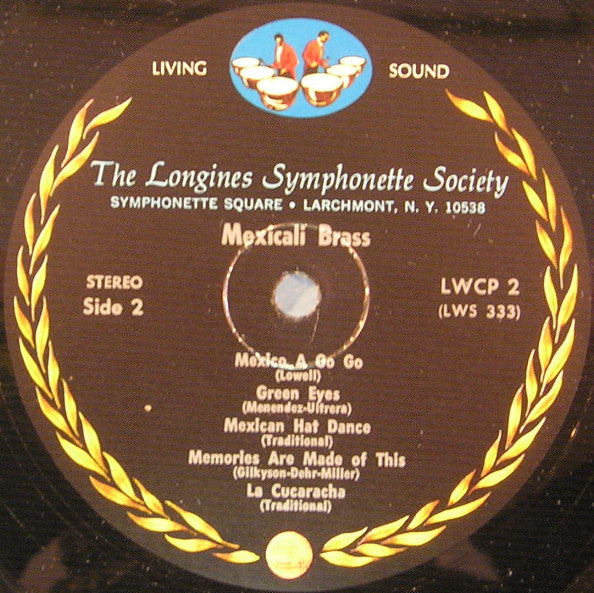 LIVING SOUND
The Longines Symphonette Society
SYMPHONETTE SQUARE • LARCHMONT, N. Y. 10538
Mexicali Brass
STEREO
Side 2
LWCP 2
(LWS 333)
Mexico A Go Go
(Lowell)
Green Eyes
(Menendez-Ultrera)
Mexican Hat Dance
(Traditional)
Memories Are Made of This
(Gilkyson-Dehr-Miller)
La Cucaracha
(Traditional)